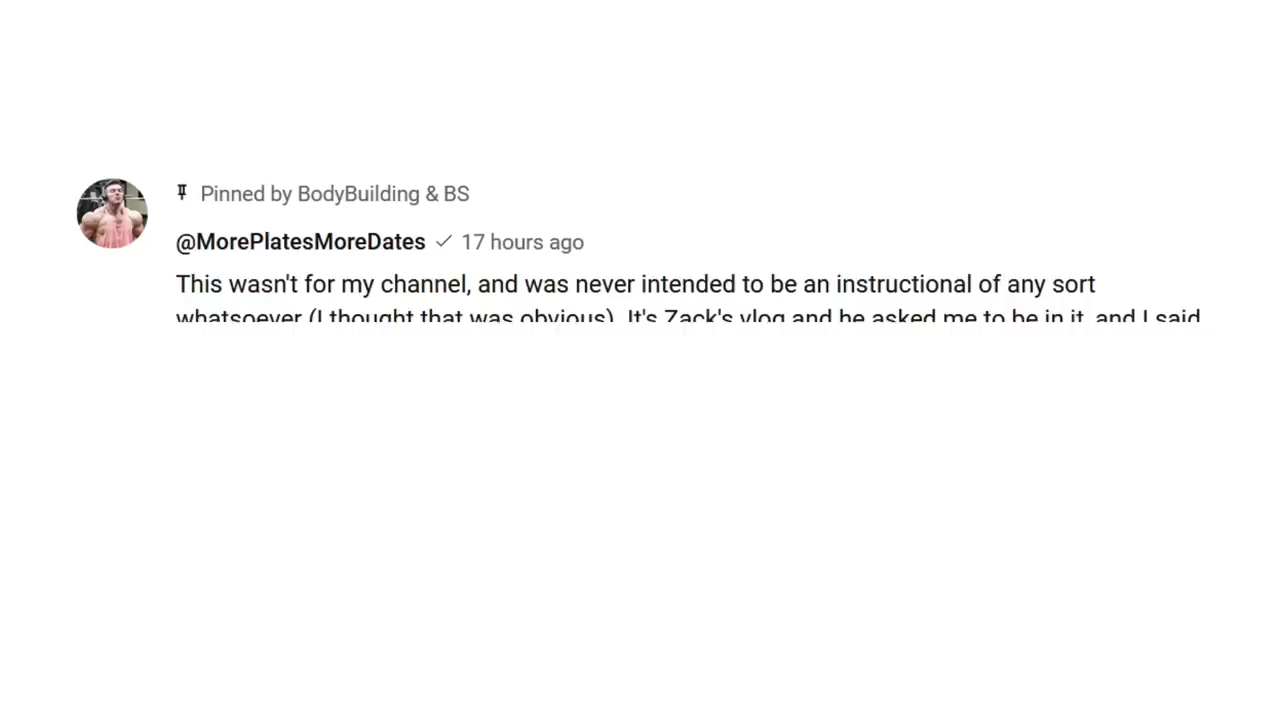 Pinned by BodyBuilding & BS
@MorePlatesMoreDates 17 hours ago
This wasn't for my channel, and was never intended to be an instructional of any sort
whatsoever (I thought that was obvious). It's Zack's vlog and he asked me to be in it, and I said